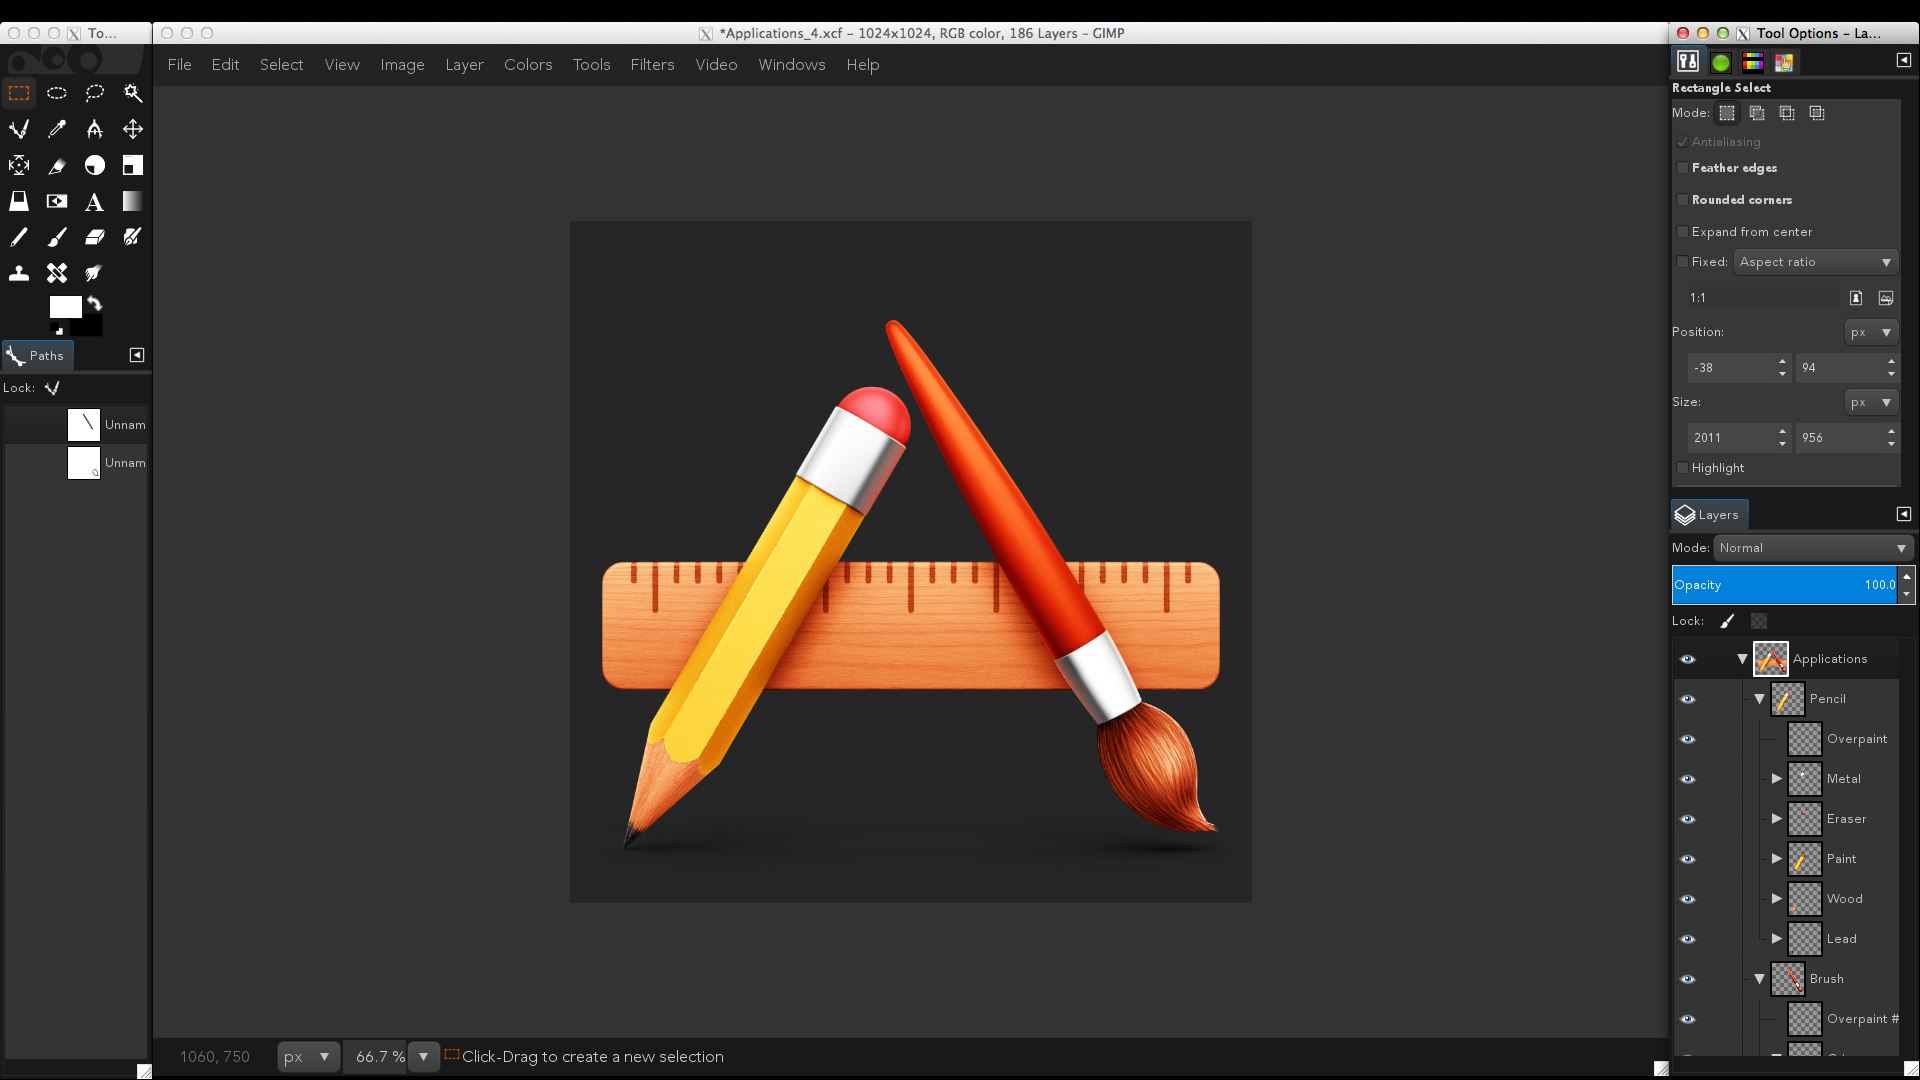 To...
*Applications_4.xcf – 1024x1024, RGB color, 186 Layers – GIMP
Tool Options – La...
File Edit Select View Image Layer Colors Tools Filters Video Windows Help
Rectangle Select
Mode:
Antialiasing
Feather edges
Rounded corners
Expand from center
Fixed: Aspect ratio
1:1
Position: px
-38 94
Size: px
2011 956
Highlight
Paths
Lock:
Unnam
Unnam
Layers
Mode: Normal
Opacity 100.0
Lock:
Applications
Pencil
Overpaint
Metal
Eraser
Paint
Wood
Lead
Brush
Overpaint #
1060, 750 px 66.7 % Click-Drag to create a new selection